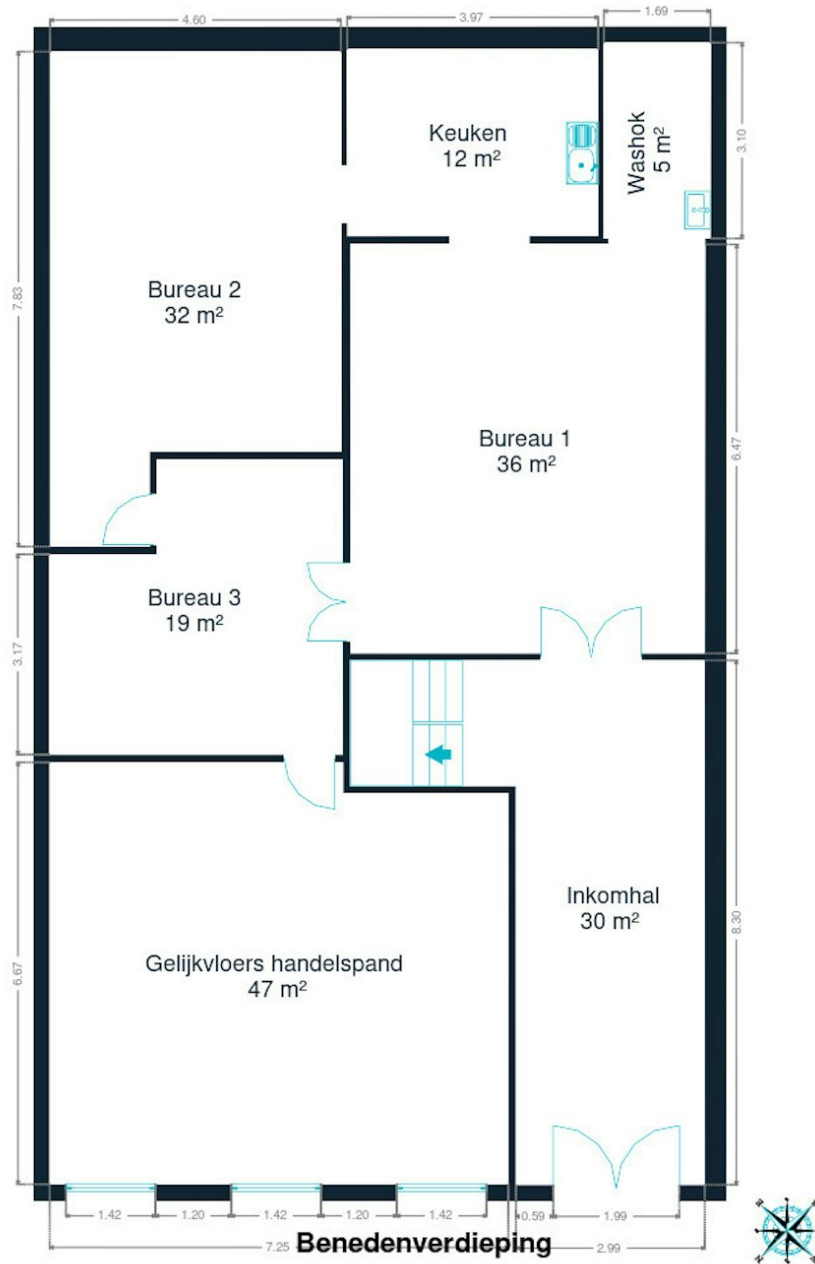 4.60
3.97
1.69
Keuken
12 m²
Washok
5 m²
3.10
7.83
Bureau 2
32 m²
Bureau 1
36 m²
6.47
Bureau 3
19 m²
3.17
Inkomhal
30 m²
8.30
Gelijkvloers handelspand
47 m²
6.67
1.42
1.20
1.42
1.20
1.42
0.59
1.99
7.25
Benedenverdieping
2.99